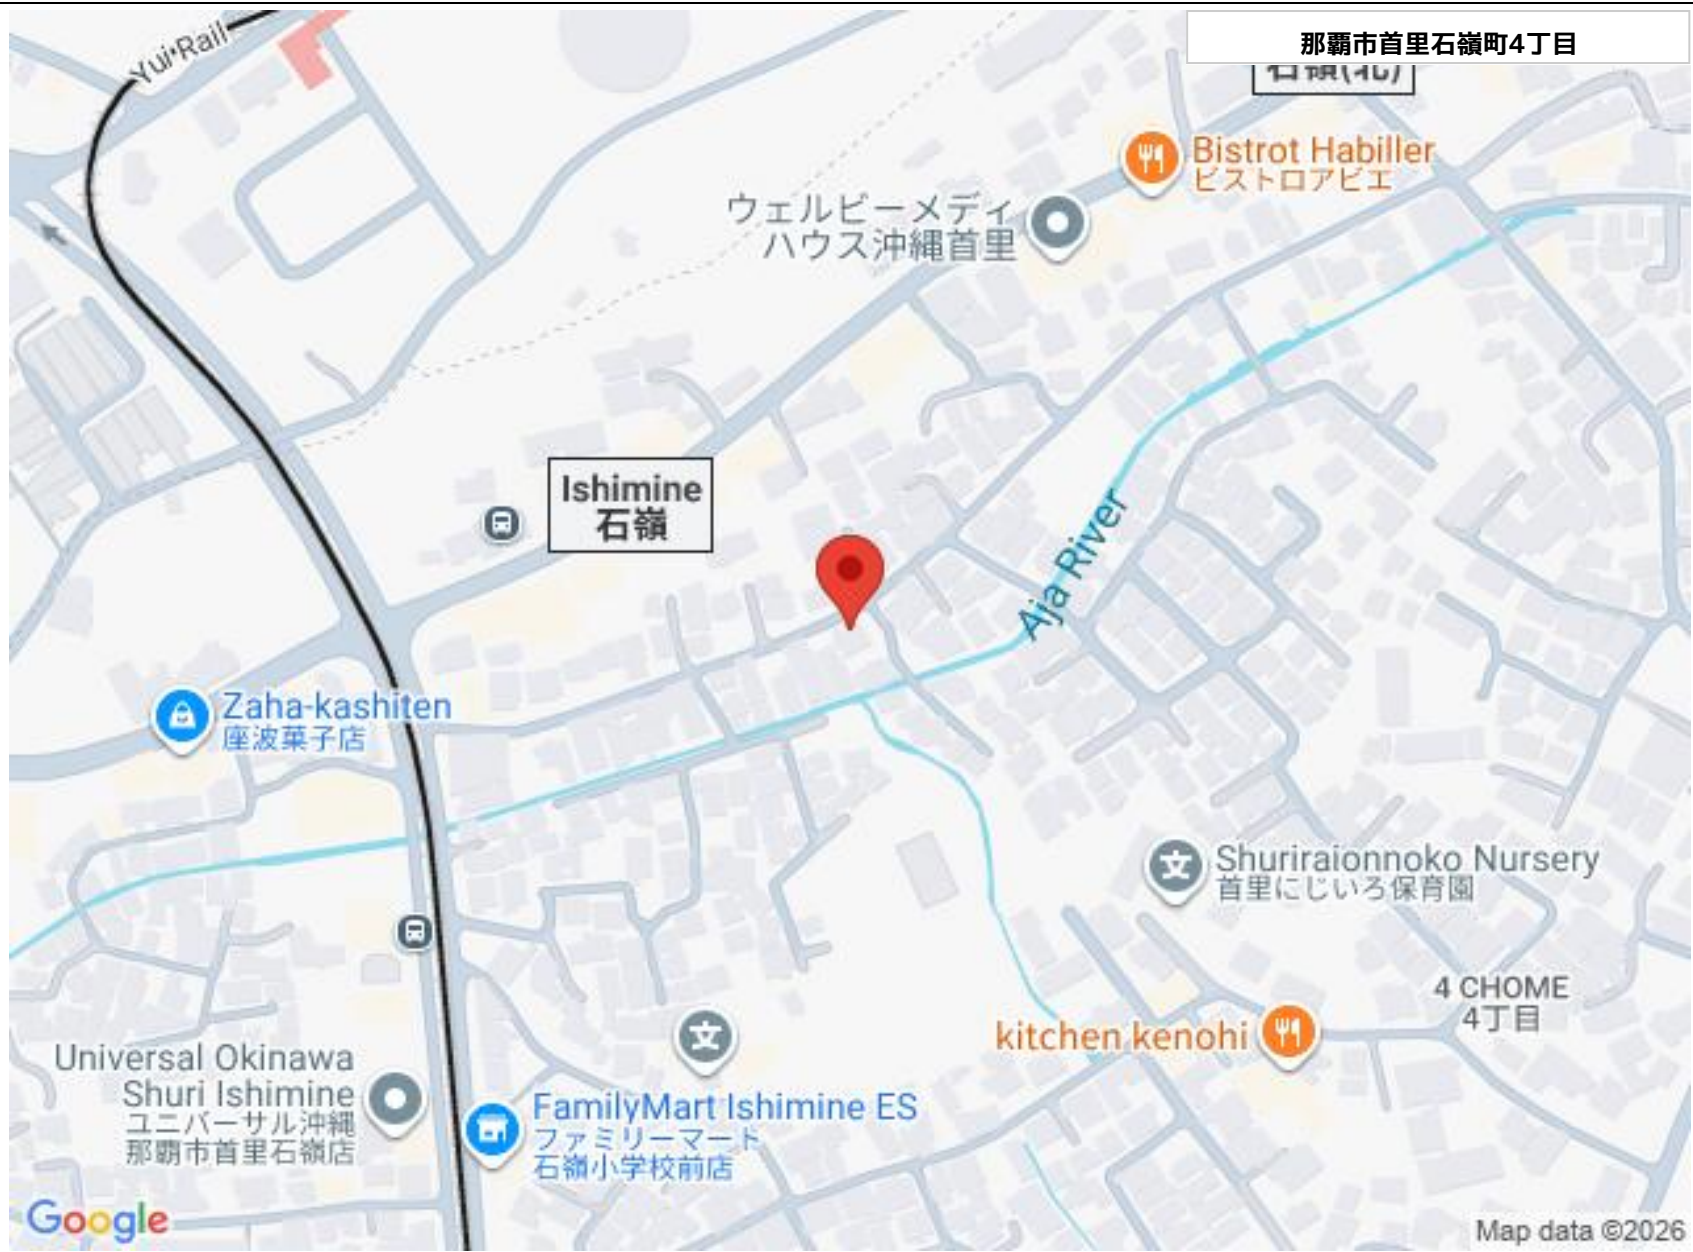 那覇市首里石嶺町4丁目
Yui-Rail
石嶺(北)
Bistrot Habiller
ビストロアビエ
ウェルビーメディ
ハウス沖縄首里
Ishimine
石嶺
Aja River
Zaha-kashiten
座波菓子店
Shuriraionnoko Nursery
首里にじいろ保育園
4 CHOME
4丁目
kitchen kenohi
Universal Okinawa
Shuri Ishimine
ユニバーサル沖縄
那覇市首里石嶺店
FamilyMart Ishimine ES
ファミリーマート
石嶺小学校前店
文
文
Google
Map data ©2026